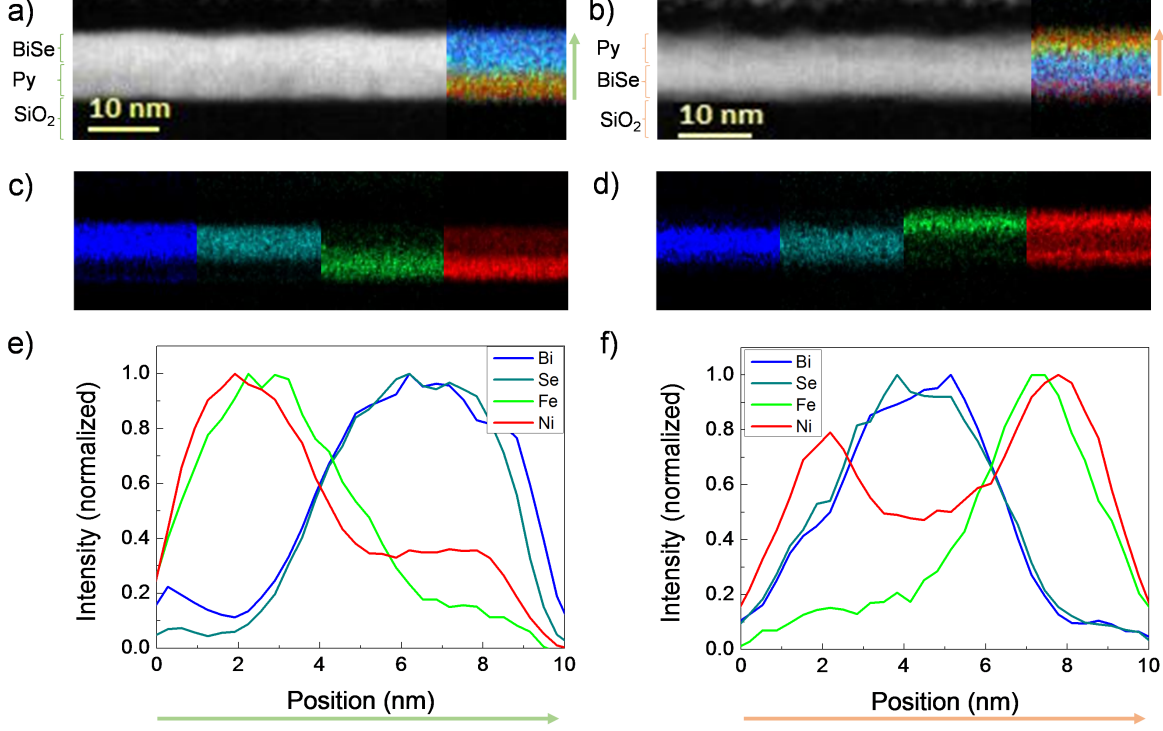 a)
BiSe
Py
SiO₂
10 nm
b)
Py
BiSe
SiO₂
10 nm
c)
d)
e)
Intensity (normalized)
1.0
0.8
0.6
0.4
0.2
0.0
0 2 4 6 8 10
Position (nm)
Bi
Se
Fe
Ni
f)
Intensity (normalized)
1.0
0.8
0.6
0.4
0.2
0.0
0 2 4 6 8 10
Position (nm)
Bi
Se
Fe
Ni